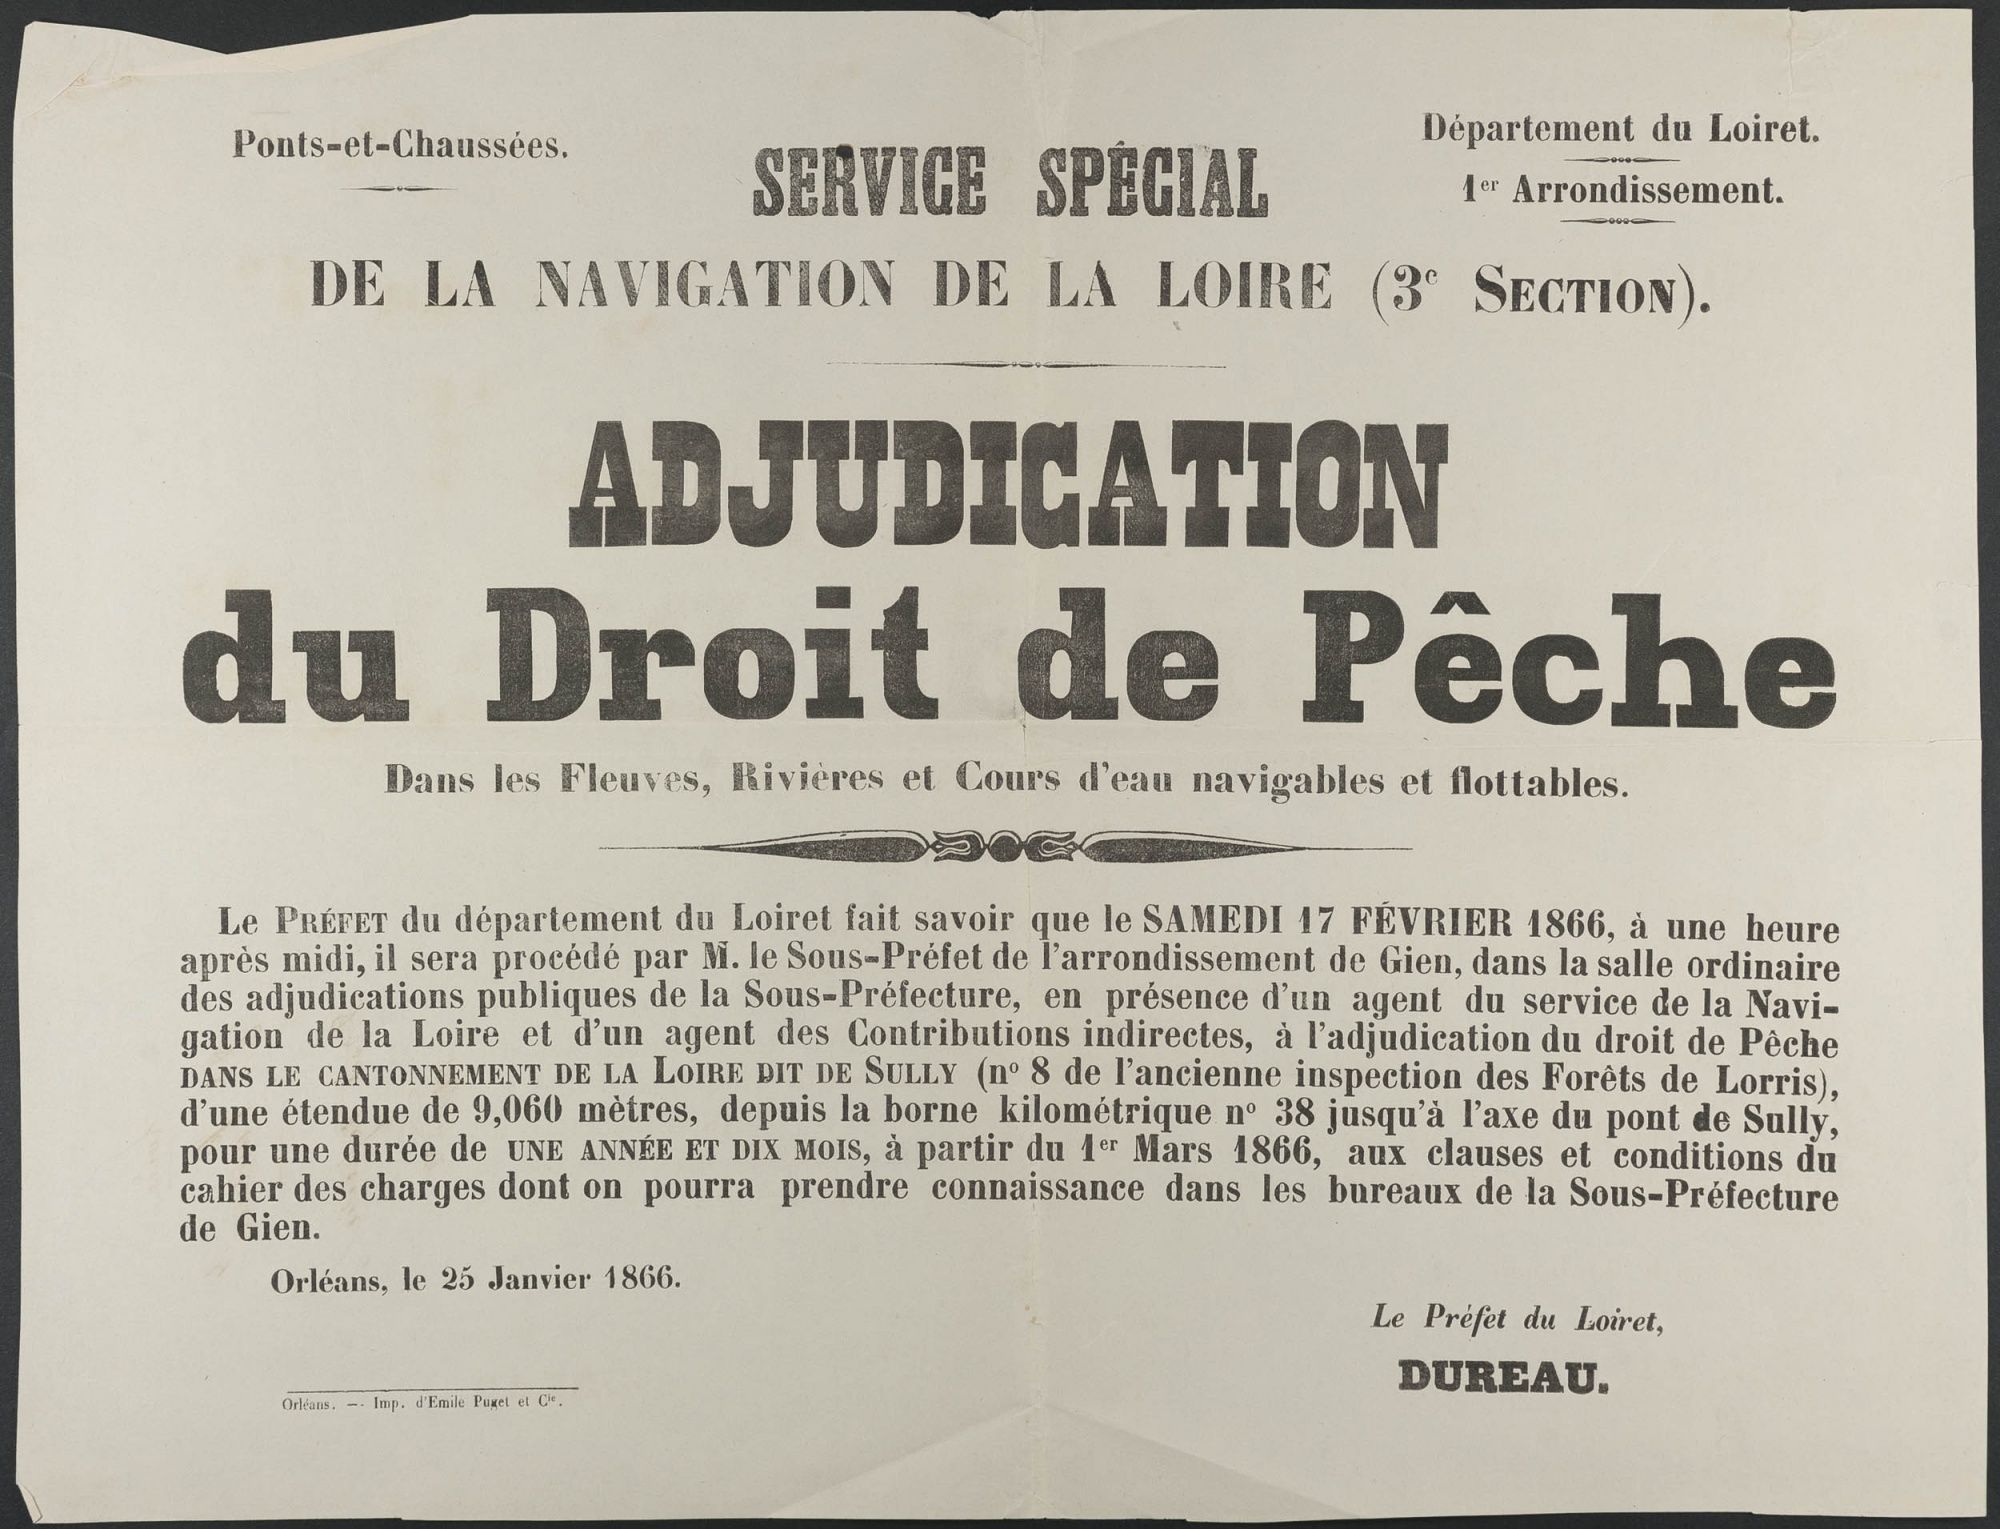 Ponts-et-Chaussées.
Département du Loiret.
1er Arrondissement.
SERVICE SPÉCIAL
DE LA NAVIGATION DE LA LOIRE (3e SECTION).
ADJUDICATION
du Droit de Pêche
Dans les Fleuves, Rivières et Cours d'eau navigables et flottables.
Le PRÉFET du département du Loiret fait savoir que le SAMEDI 17 FÉVRIER 1866, à une heure
après midi, il sera procédé par M. le Sous-Préfet de l'arrondissement de Gien, dans la salle ordinaire
des adjudications publiques de la Sous-Préfecture, en présence d'un agent du service de la Navi-
gation de la Loire et d'un agent des Contributions indirectes, à l'adjudication du droit de Pêche
DANS LE CANTONNEMENT DE LA LOIRE DIT DE SULLY (no 8 de l'ancienne inspection des Forêts de Lorris),
d'une étendue de 9,060 mètres, depuis la borne kilométrique no 38 jusqu'à l'axe du pont de Sully,
pour une durée de UNE ANNÉE ET DIX MOIS, à partir du 1er Mars 1866, aux clauses et conditions du
cahier des charges dont on pourra prendre connaissance dans les bureaux de la Sous-Préfecture
de Gien.
Orléans, le 25 Janvier 1866.
Le Préfet du Loiret,
DUREAU.
Orléans. — Imp. d'Emile Puget et Cie.